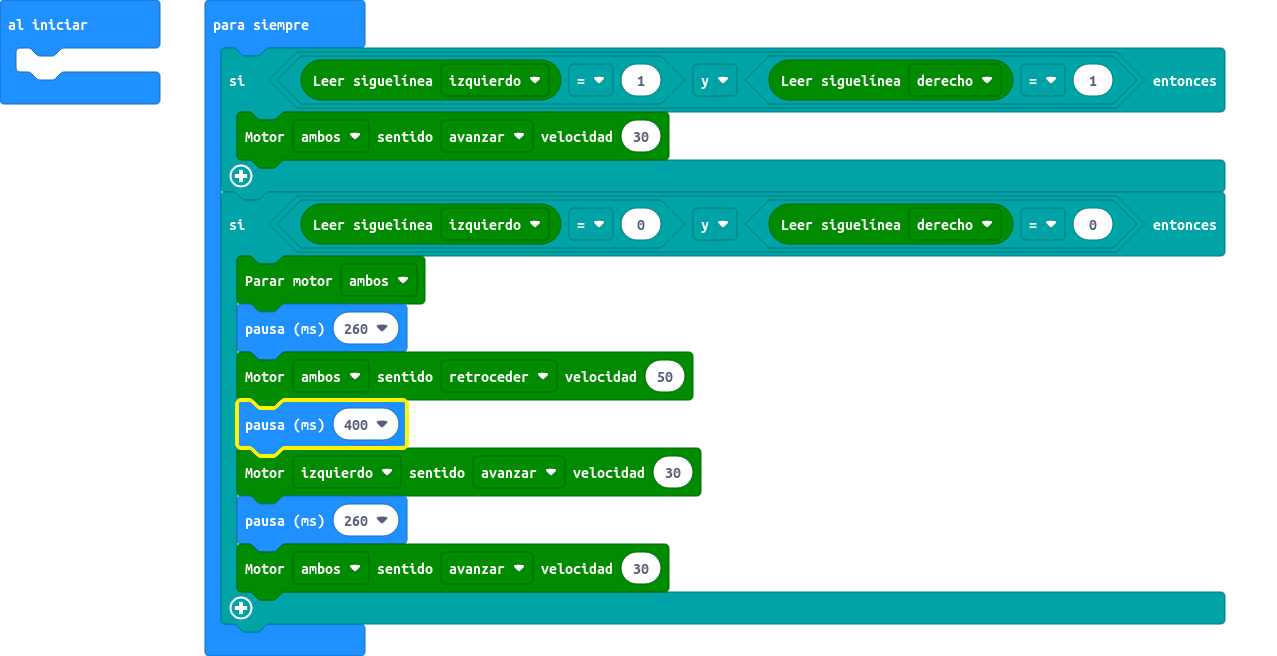 al iniciar
para siempre
si Leer siguelínea izquierdo = 1 y Leer siguelínea derecho = 1 entonces
Motor ambos sentido avanzar velocidad 30
si Leer siguelínea izquierdo = 0 y Leer siguelínea derecho = 0 entonces
Parar motor ambos
pausa (ms) 260
Motor ambos sentido retroceder velocidad 50
pausa (ms) 400
Motor izquierdo sentido avanzar velocidad 30
pausa (ms) 260
Motor ambos sentido avanzar velocidad 30